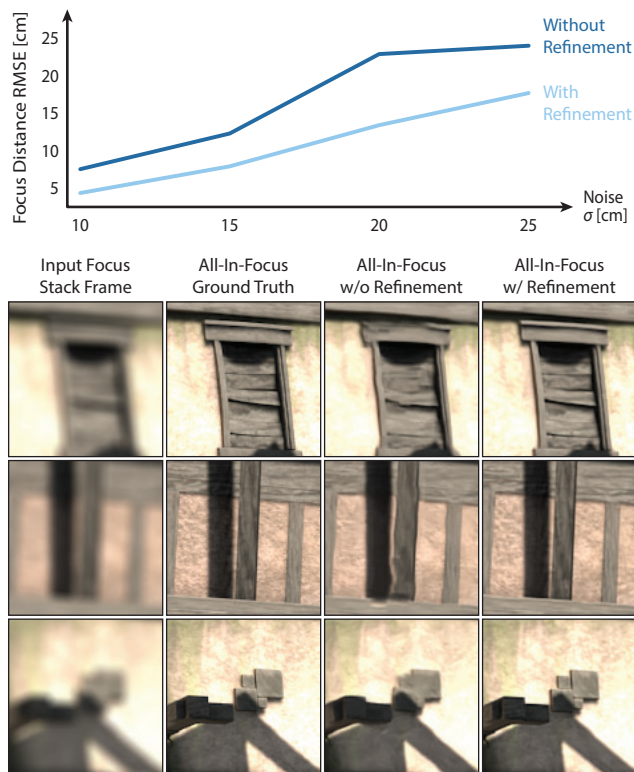 Focus Distance RMSE [cm]
25
20
15
10
5
Without
Refinement
With
Refinement
10
15
20
25
Noise
σ [cm]
Input Focus
Stack Frame
All-In-Focus
Ground Truth
All-In-Focus
w/o Refinement
All-In-Focus
w/ Refinement